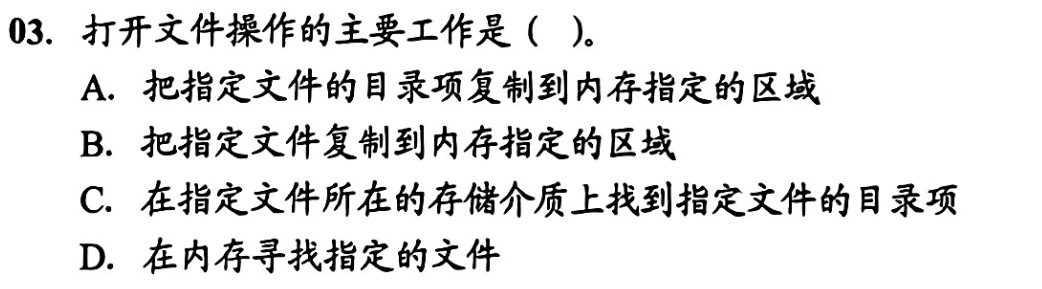 03. 打开文件操作的主要工作是（ ）。
A. 把指定文件的目录项复制到内存指定的区域
B. 把指定文件复制到内存指定的区域
C. 在指定文件所在的存储介质上找到指定文件的目录项
D. 在内存寻找指定的文件